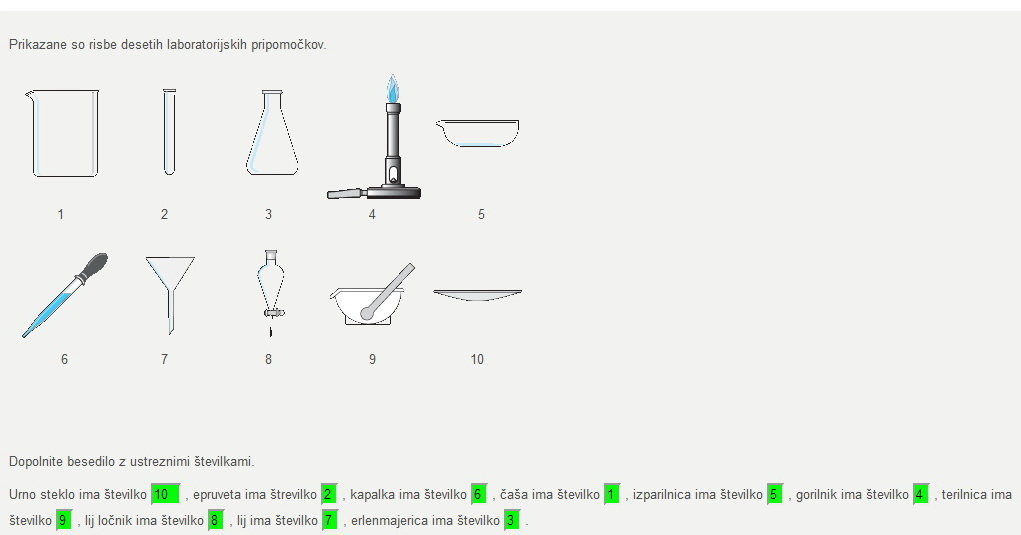 Prikazane so risbe desetih laboratorijskih pripomočkov.
1 2 3 4 5
6 7 8 9 10
Dopolnite besedilo z ustreznimi številkami.
Urno steklo ima številko 10 , epruveta ima štrevilko 2 , kapalka ima številko 6 , čaša ima številko 1 , izparilnica ima številko 5 , gorilnik ima številko 4 , terilnica ima
številko 9 , lij ločnik ima številko 8 , lij ima številko 7 , erlenmajerica ima številko 3 .